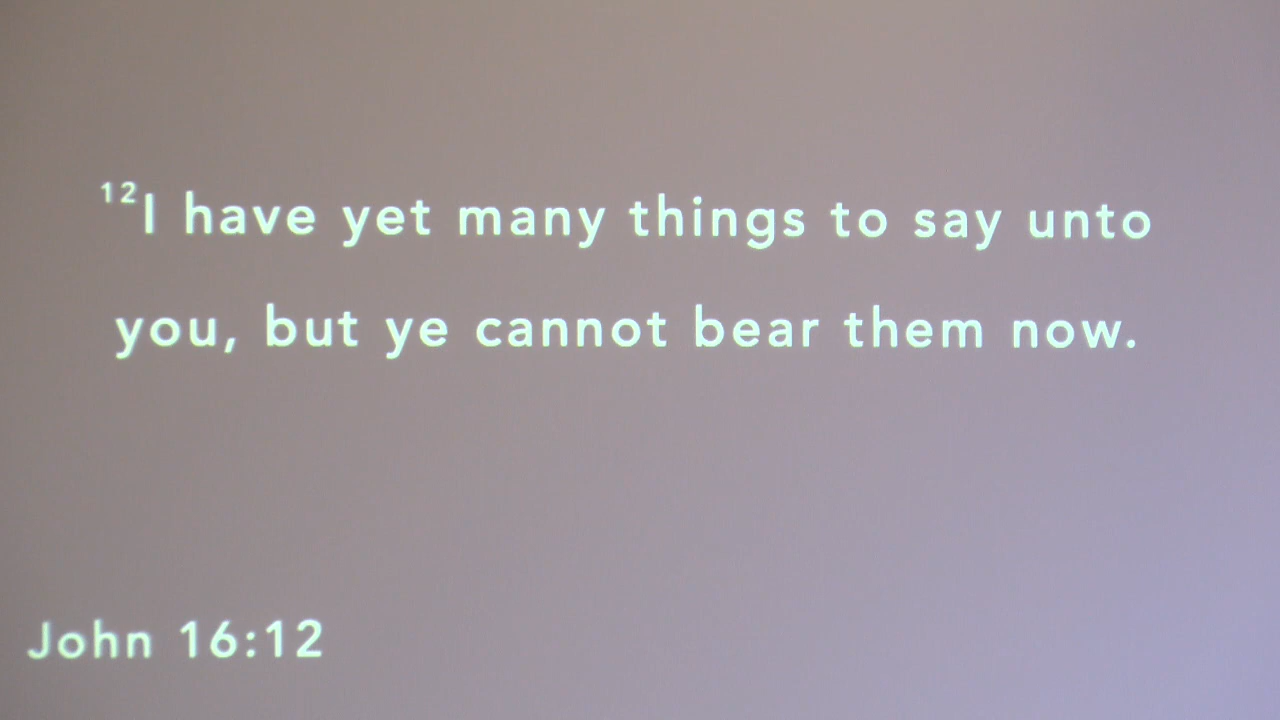 12I have yet many things to say unto
you, but ye cannot bear them now.
John 16:12